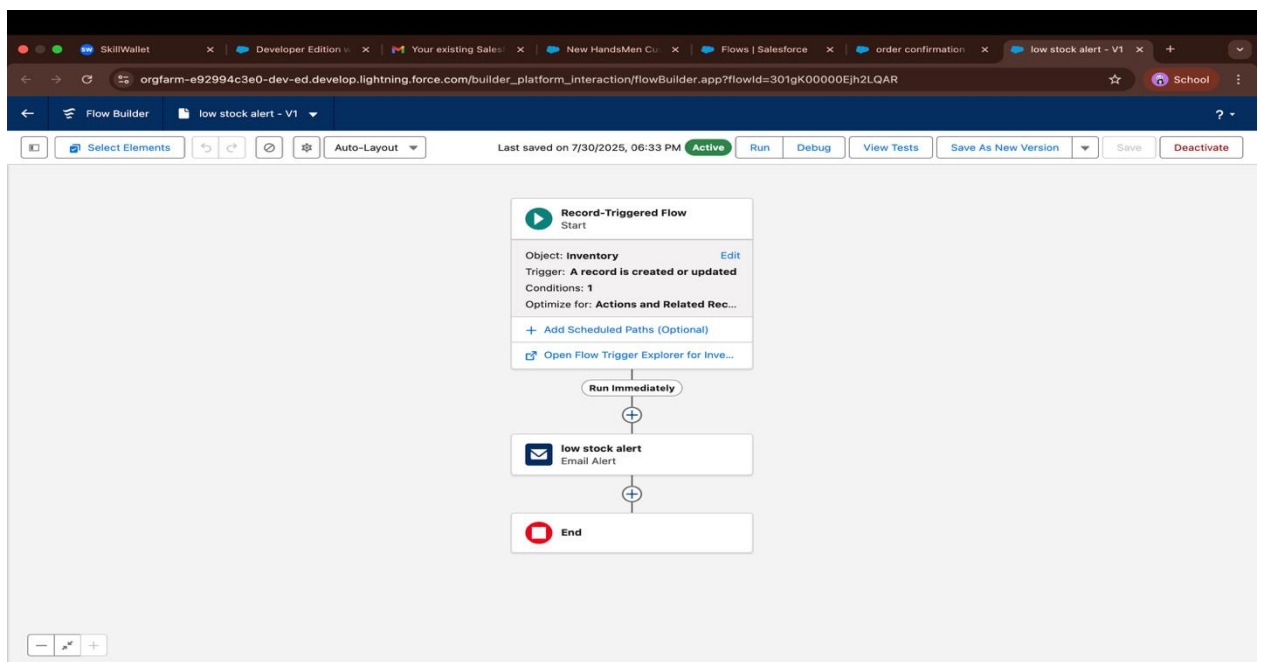 SkillWallet
Developer Edition
Your existing Sales
New HandsMen Cu
Flows | Salesforce
order confirmation
low stock alert - V1
orgfarm-e92994c3e0-dev-ed.develop.lightning.force.com/builder_platform_interaction/flowBuilder.app?flowId=301gK00000Ejh2LQAR
School
Flow Builder
low stock alert - V1
? 
Select Elements
Auto-Layout
Last saved on 7/30/2025, 06:33 PM
Active
Run
Debug
View Tests
Save As New Version
Save
Deactivate
Record-Triggered Flow
Start
Object: Inventory
Edit
Trigger: A record is created or updated
Conditions: 1
Optimize for: Actions and Related Rec...
+ Add Scheduled Paths (Optional)
Open Flow Trigger Explorer for Inve...
Run Immediately
low stock alert
Email Alert
End